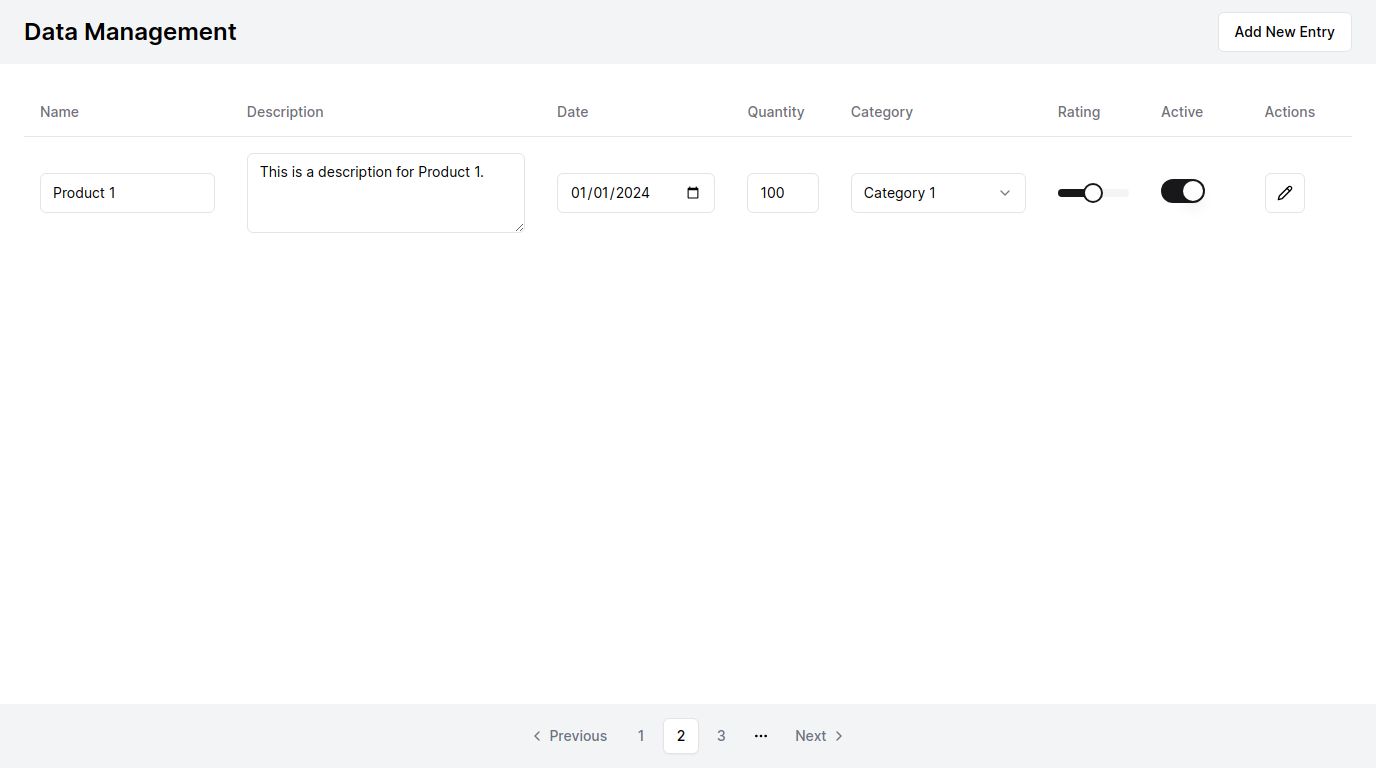 Data Management
Add New Entry
Name Description Date Quantity Category Rating Active Actions
This is a description for Product 1.
Product 1 01/01/2024 100 Category 1
Previous 1 2 3 ... Next